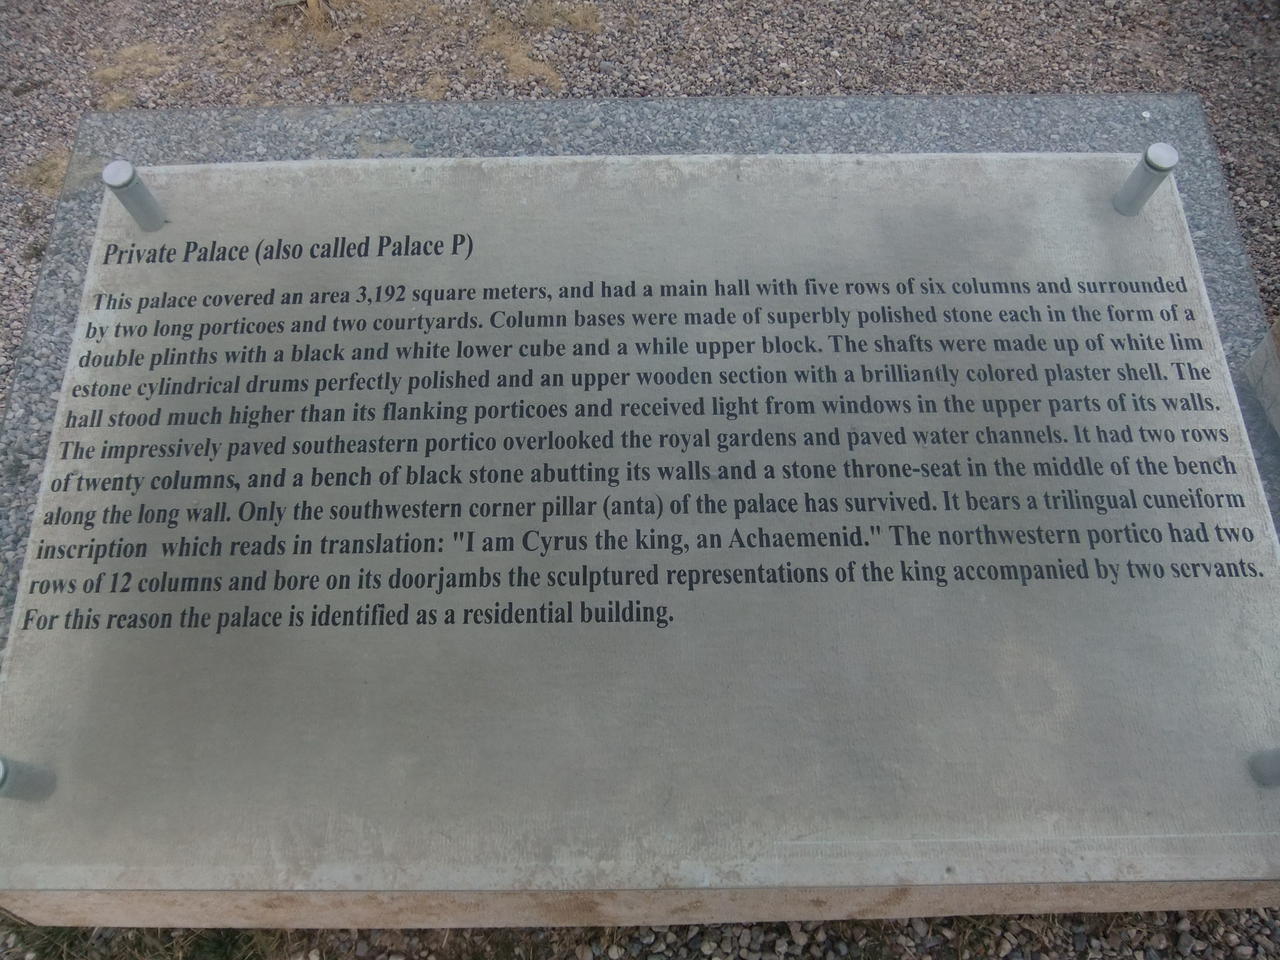 Private Palace (also called Palace P)
This palace covered an area 3,192 square meters, and had a main hall with five rows of six columns and surrounded
by two long porticoes and two courtyards. Column bases were made of superbly polished stone each in the form of a
double plinths with a black and white lower cube and a while upper block. The shafts were made up of white lim
estone cylindrical drums perfectly polished and an upper wooden section with a brilliantly colored plaster shell. The
hall stood much higher than its flanking porticoes and received light from windows in the upper parts of its walls.
The impressively paved southeastern portico overlooked the royal gardens and paved water channels. It had two rows
of twenty columns, and a bench of black stone abutting its walls and a stone throne-seat in the middle of the bench
along the long wall. Only the southwestern corner pillar (anta) of the palace has survived. It bears a trilingual cuneiform
inscription which reads in translation: "I am Cyrus the king, an Achaemenid." The northwestern portico had two
rows of 12 columns and bore on its doorjambs the sculptured representations of the king accompanied by two servants.
For this reason the palace is identified as a residential building.